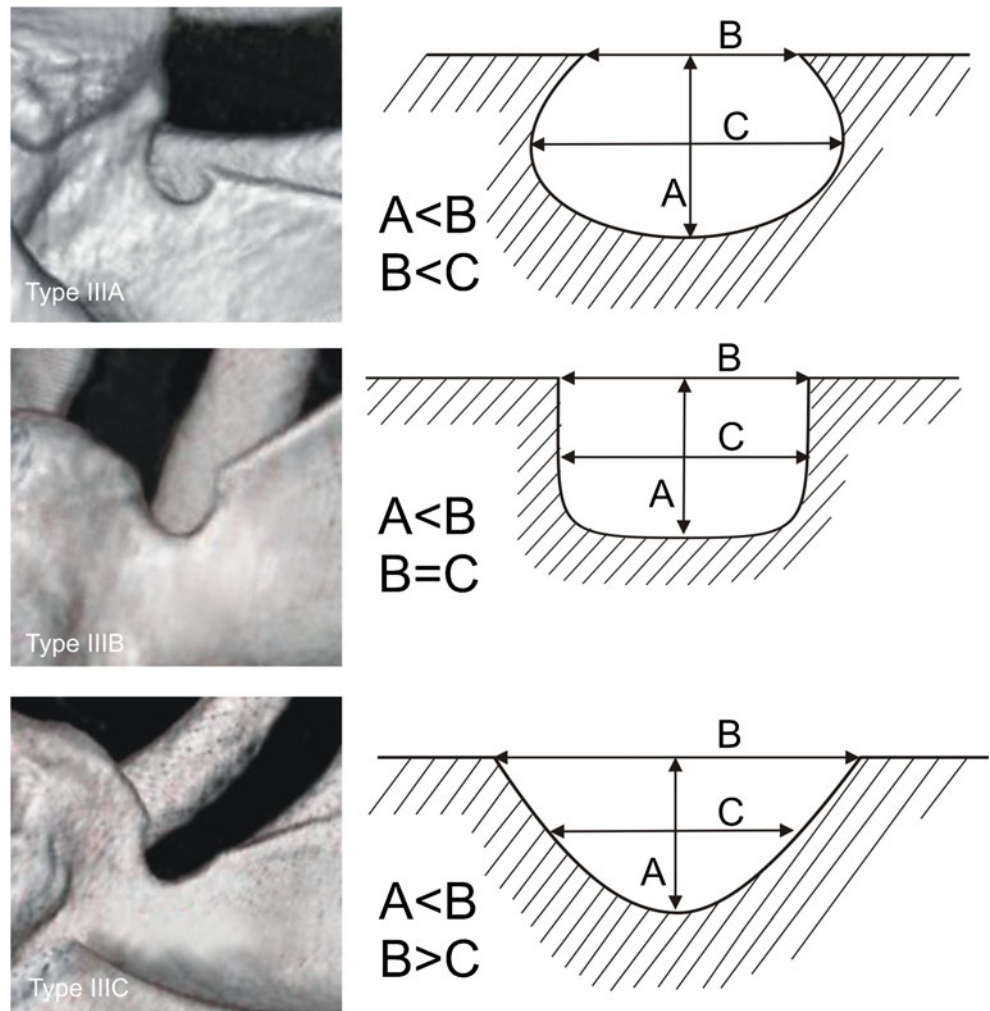 B
C
A
A<B
B<C
Type IIIA
B
C
A
A<B
B=C
Type IIIB
B
C
A
A<B
B>C
Type IIIC